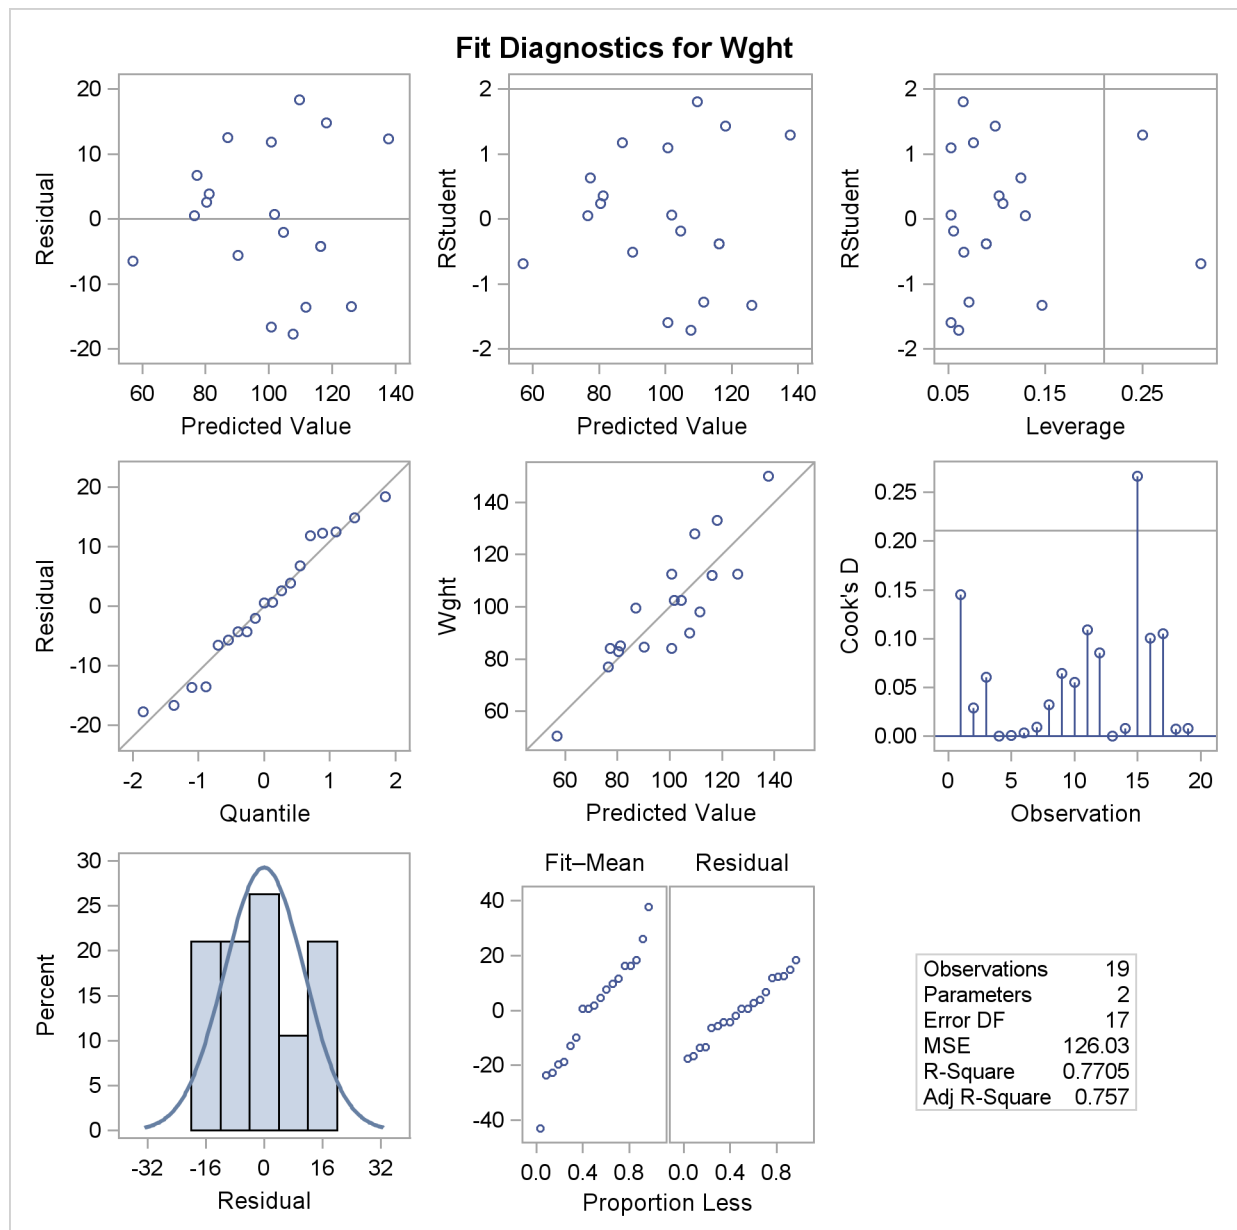 Fit Diagnostics for Wght
20
10
0
-10
-20
Residual
60 80 100 120 140
Predicted Value
2
1
0
-1
-2
RStudent
60 80 100 120 140
Predicted Value
2
1
0
-1
-2
RStudent
0.05 0.15 0.25
Leverage
20
10
0
-10
-20
Residual
-2 -1 0 1 2
Quantile
140
120
100
80
60
Wght
60 80 100 120 140
Predicted Value
0.25
0.20
0.15
0.10
0.05
0.00
Cook's D
0 5 10 15 20
Observation
30
25
20
15
10
5
0
Percent
-32 -16 0 16 32
Residual
Fit–Mean Residual
40
20
0
-20
-40
0.0 0.4 0.8 0.0 0.4 0.8
Proportion Less
Observations 19
Parameters 2
Error DF 17
MSE 126.03
R-Square 0.7705
Adj R-Square 0.757